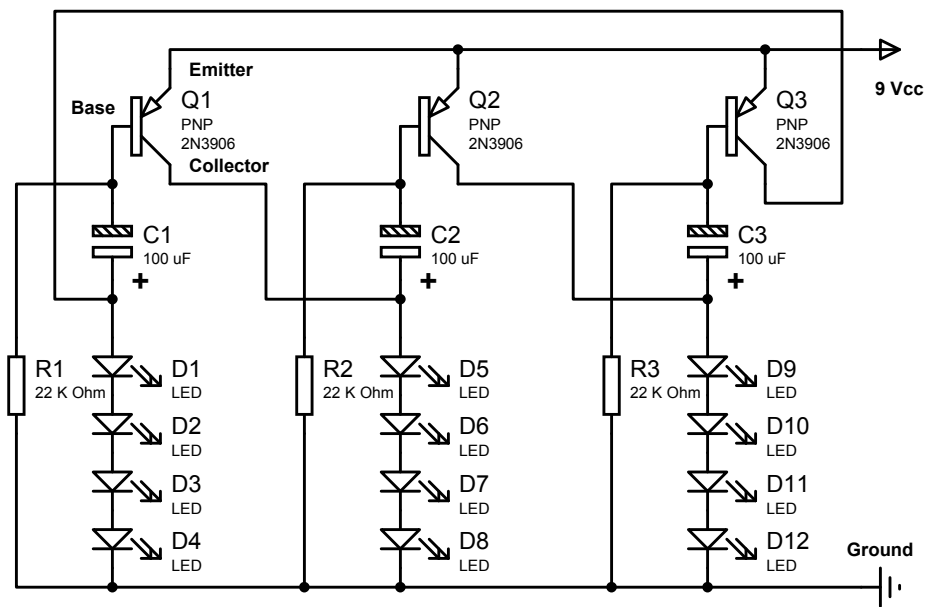 Emitter
Base
Q1
PNP
2N3906
Collector
Q2
PNP
2N3906
Q3
PNP
2N3906
9 Vcc
C1
100 uF
+
C2
100 uF
+
C3
100 uF
+
R1
22 K Ohm
D1
LED
D2
LED
D3
LED
D4
LED
R2
22 K Ohm
D5
LED
D6
LED
D7
LED
D8
LED
R3
22 K Ohm
D9
LED
D10
LED
D11
LED
D12
LED
Ground